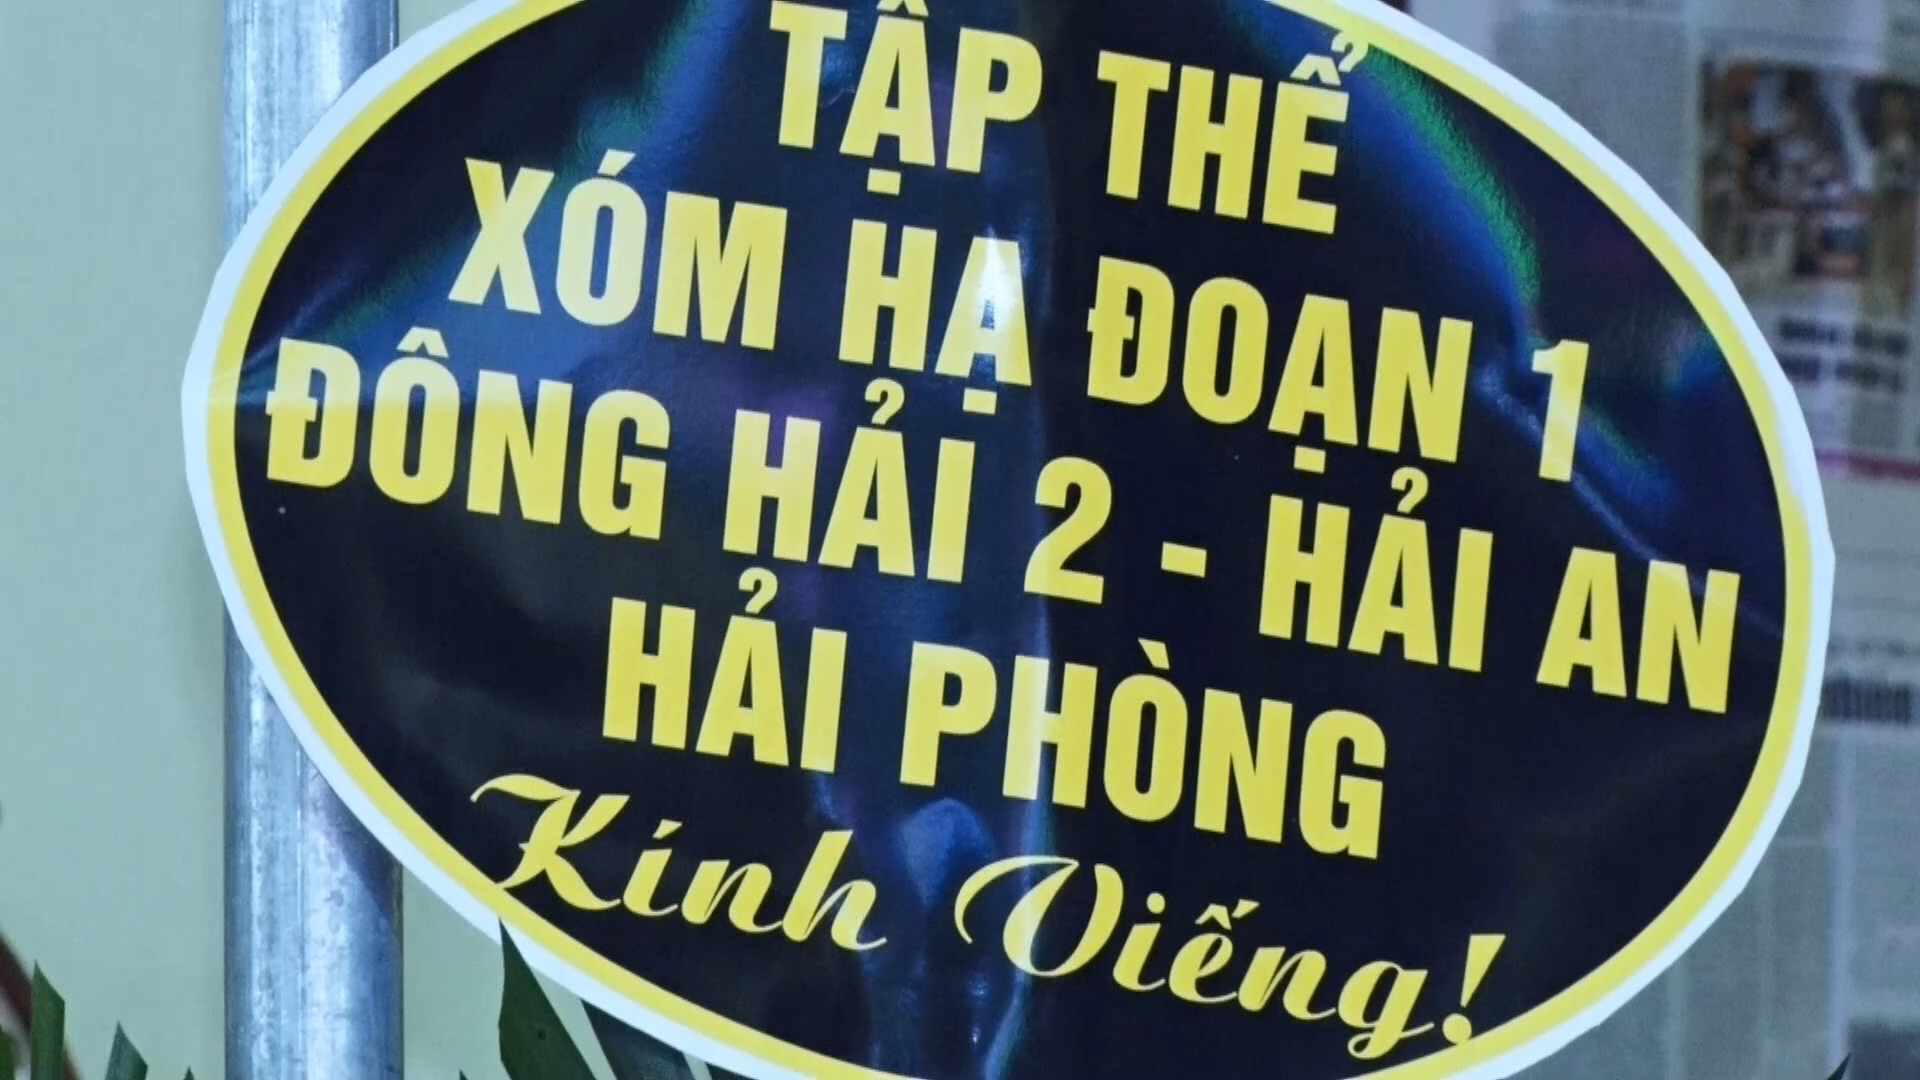 TẬP THỂ
XÓM HẠ ĐOẠN 1
ĐÔNG HẢI 2 - HẢI AN
HẢI PHÒNG
Kính Viếng!